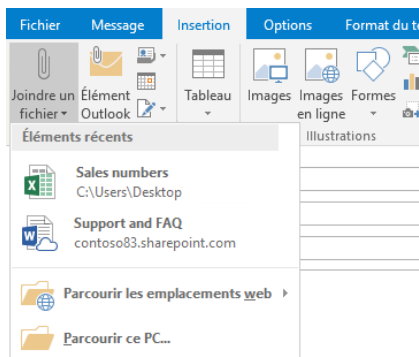 Fichier Message Insertion Options Format du te
Joindre un fichier Élément Outlook Tableau Images Images en ligne Formes
Illustrations
Éléments récents
Sales numbers
C:\Users\Desktop
Support and FAQ
contoso83.sharepoint.com
Parcourir les emplacements web
Parcourir ce PC...